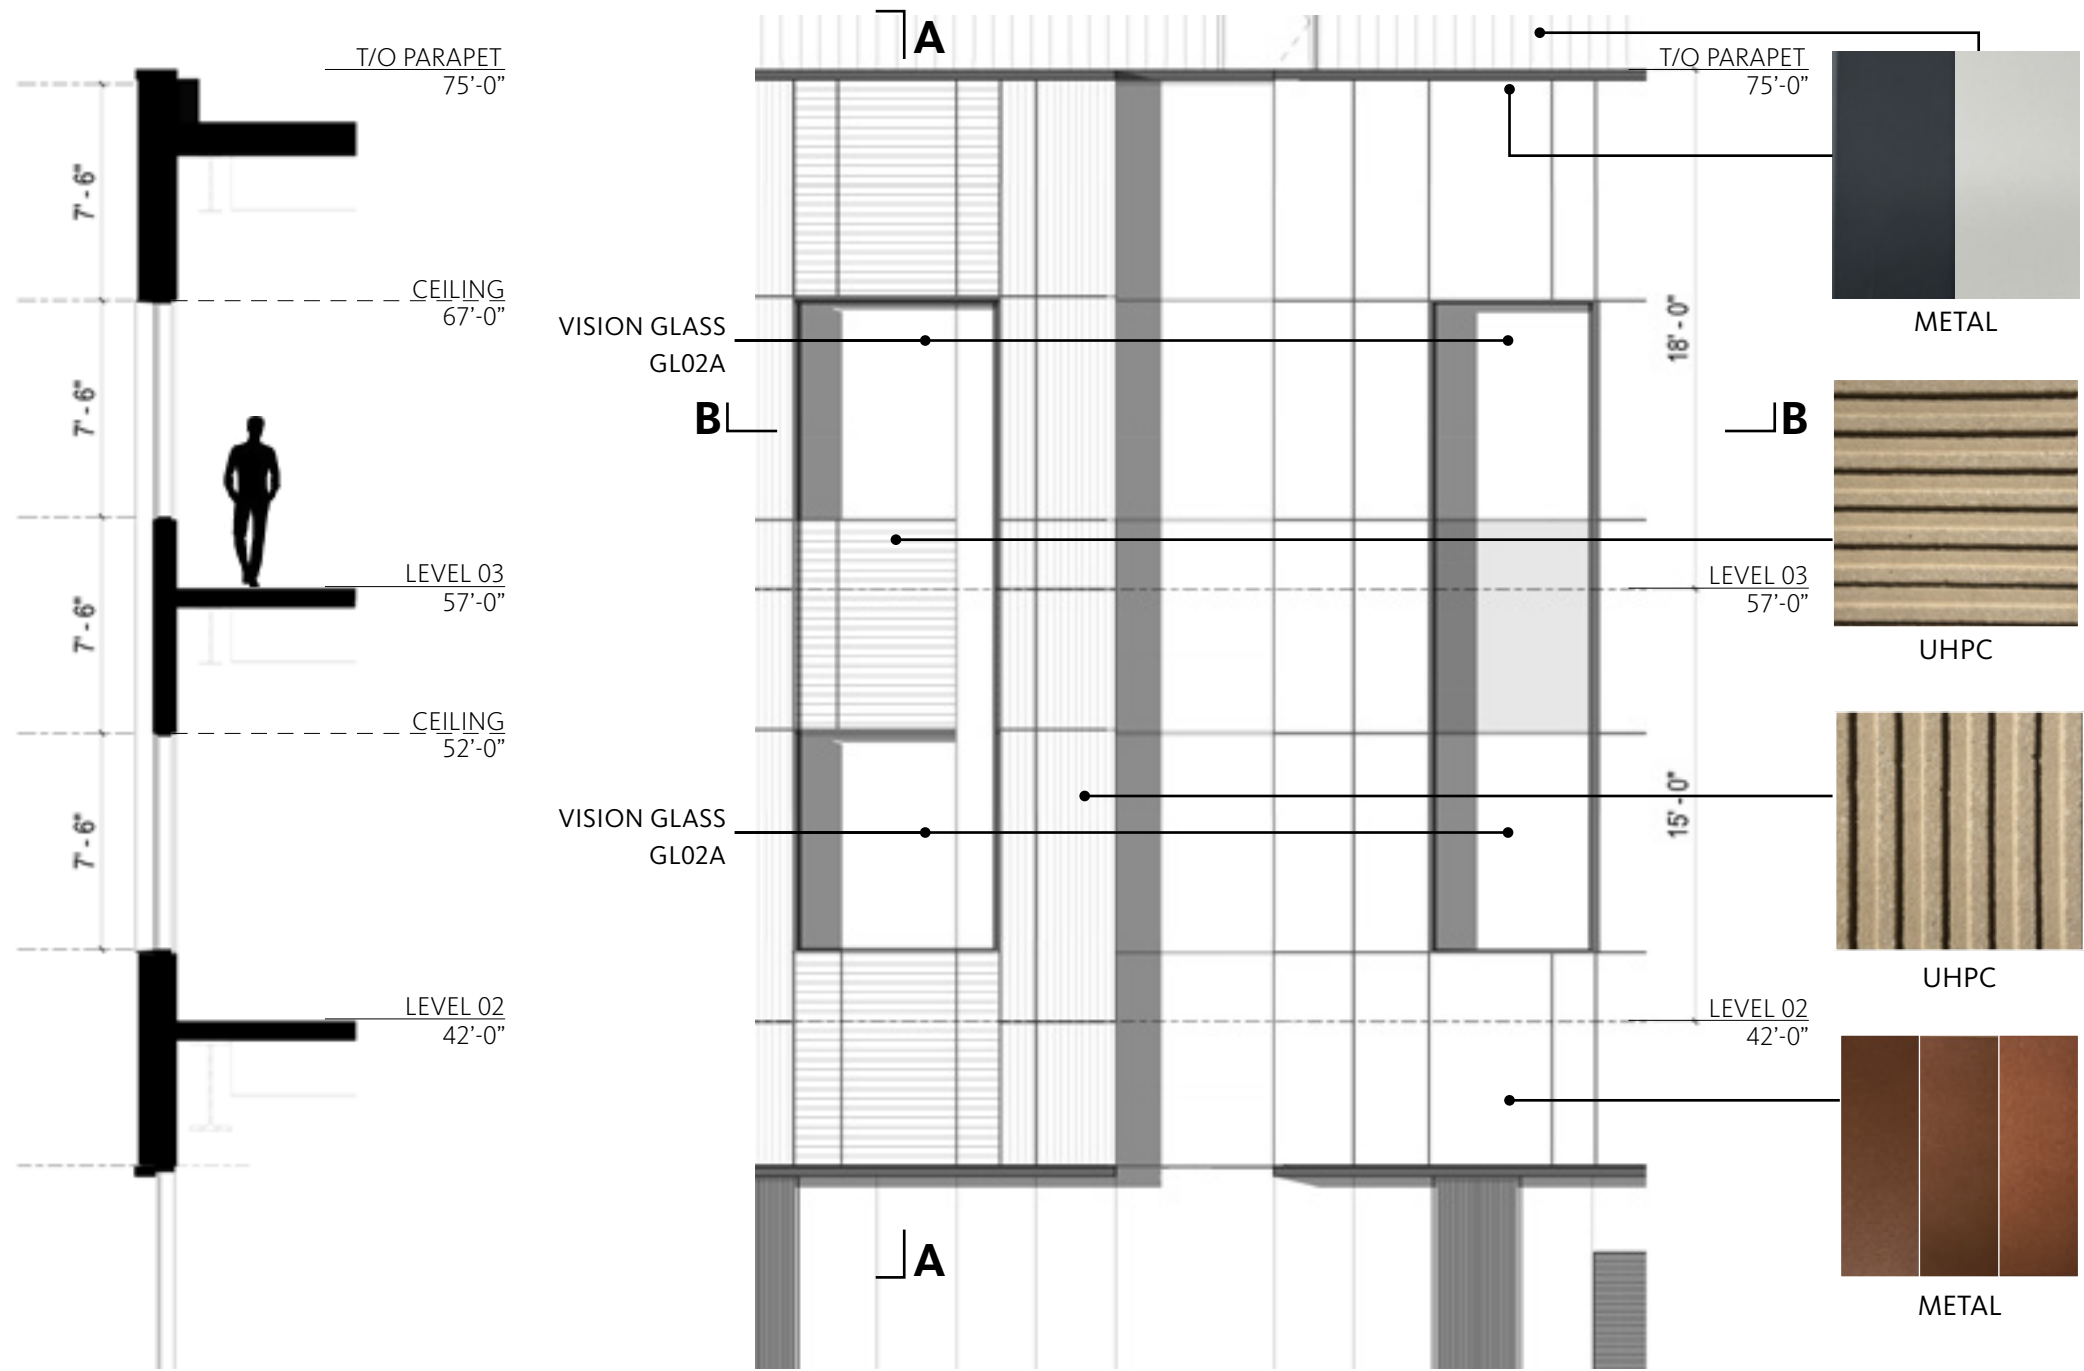 T/O PARAPET
75’-0”
7' - 6"
CEILING
67’-0”
7' - 6"
LEVEL 03
57’-0”
7' - 6"
CEILING
52’-0”
7' - 6"
LEVEL 02
42’-0”
A
VISION GLASS
GL02A
B
VISION GLASS
GL02A
A
T/O PARAPET
75’-0”
18' - 0"
B
LEVEL 03
57’-0”
15' - 0"
LEVEL 02
42’-0”
METAL
UHPC
UHPC
METAL